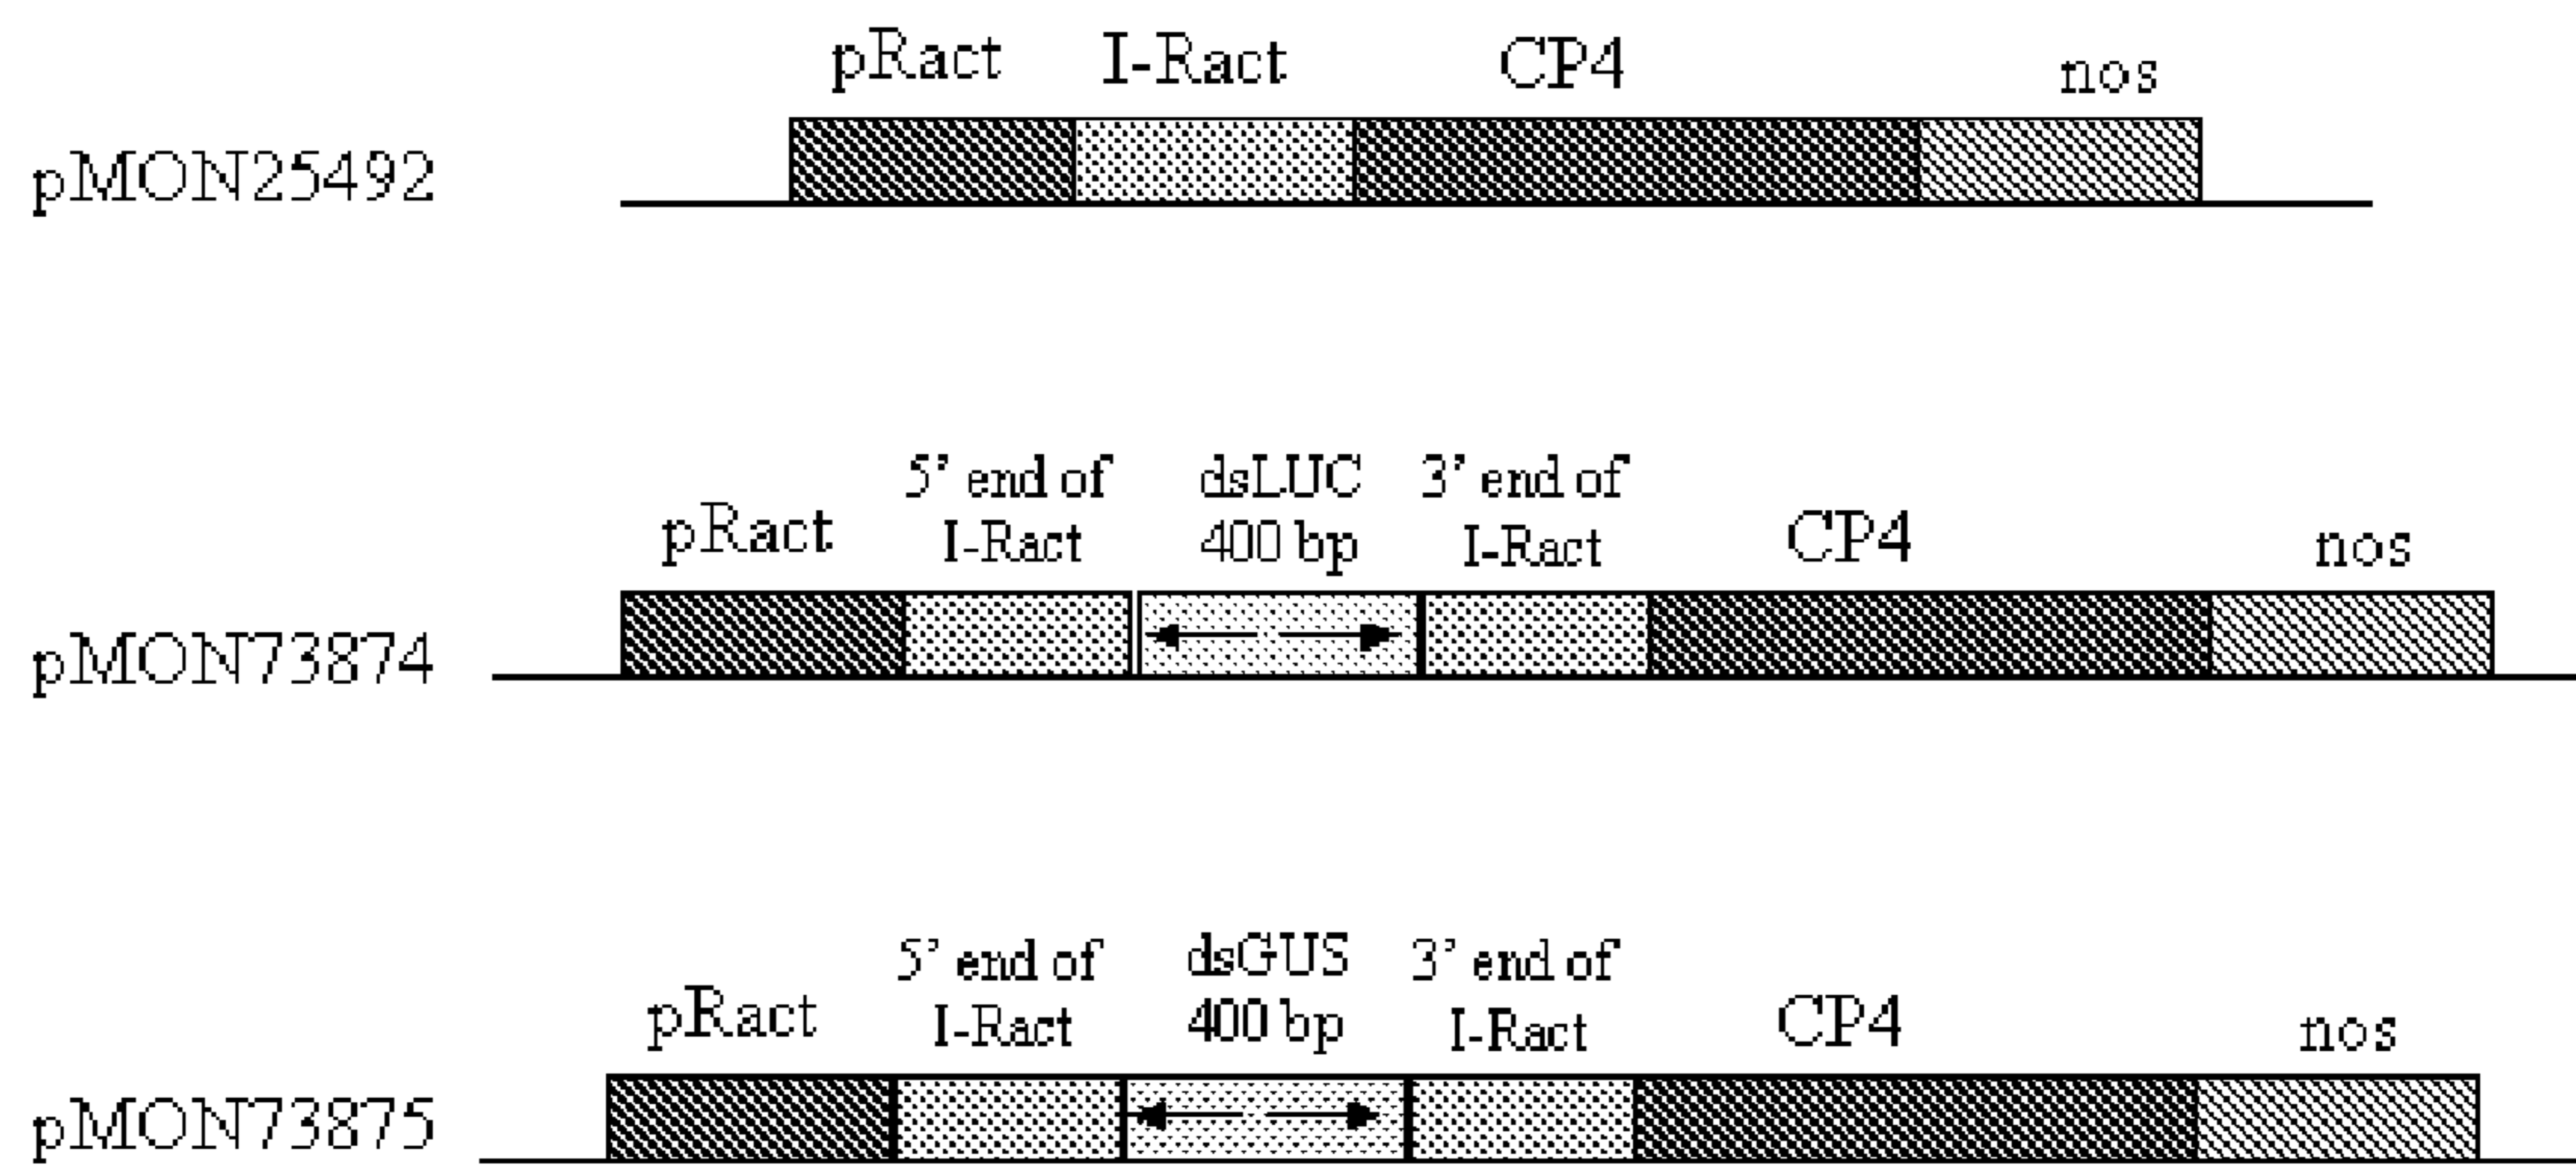 pRact I-Ract CP4 nos
pMON25492
5’ end of dsLUC 3’ end of
pRact I-Ract 400 bp I-Ract CP4 nos
pMON73874
5’ end of dsGUS 3’ end of
pRact I-Ract 400 bp I-Ract CP4 nos
pMON73875